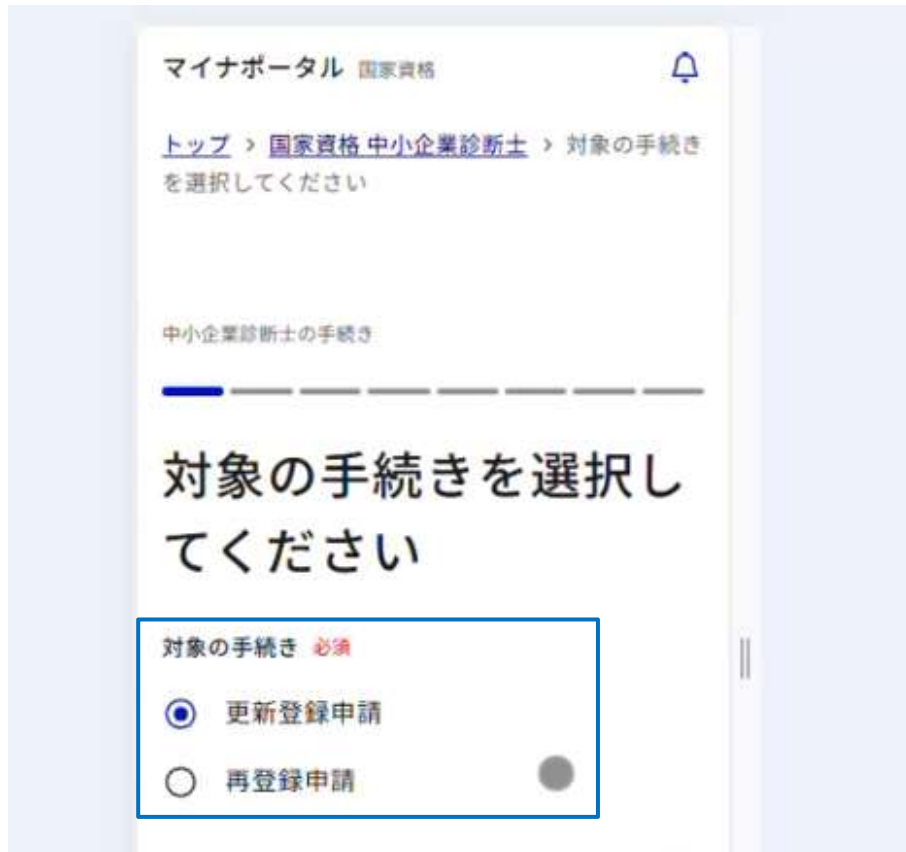 マイナポータル 国家資格
トップ > 国家資格 中小企業診断士 > 対象の手続き
を選択してください
中小企業診断士の手続き
対象の手続きを選択し
てください
対象の手続き 必須
更新登録申請
再登録申請